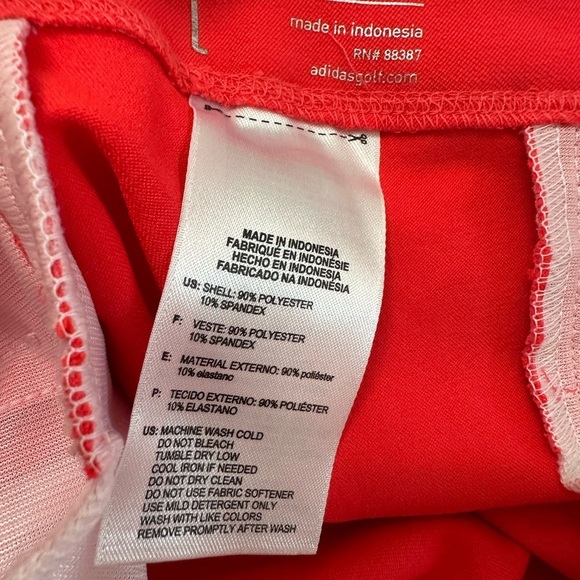 made in indonesia
RN# 88387
adidasgolf.com
MADE IN INDONESIA
FABRIQUÉ EN INDONÉSIE
HECHO EN INDONESIA
FABRICADO NA INDONÉSIA
US: SHELL: 90% POLYESTER
10% SPANDEX
F: VESTE: 90% POLYESTER
10% SPANDEX
E: MATERIAL EXTERNO: 90% poliéster
10% elastano
P: TECIDO EXTERNO: 90% POLIÉSTER
10% ELASTANO
US: MACHINE WASH COLD
DO NOT BLEACH
TUMBLE DRY LOW
COOL IRON IF NEEDED
DO NOT DRY CLEAN
DO NOT USE FABRIC SOFTENER
USE MILD DETERGENT ONLY
WASH WITH LIKE COLORS
REMOVE PROMPTLY AFTER WASH